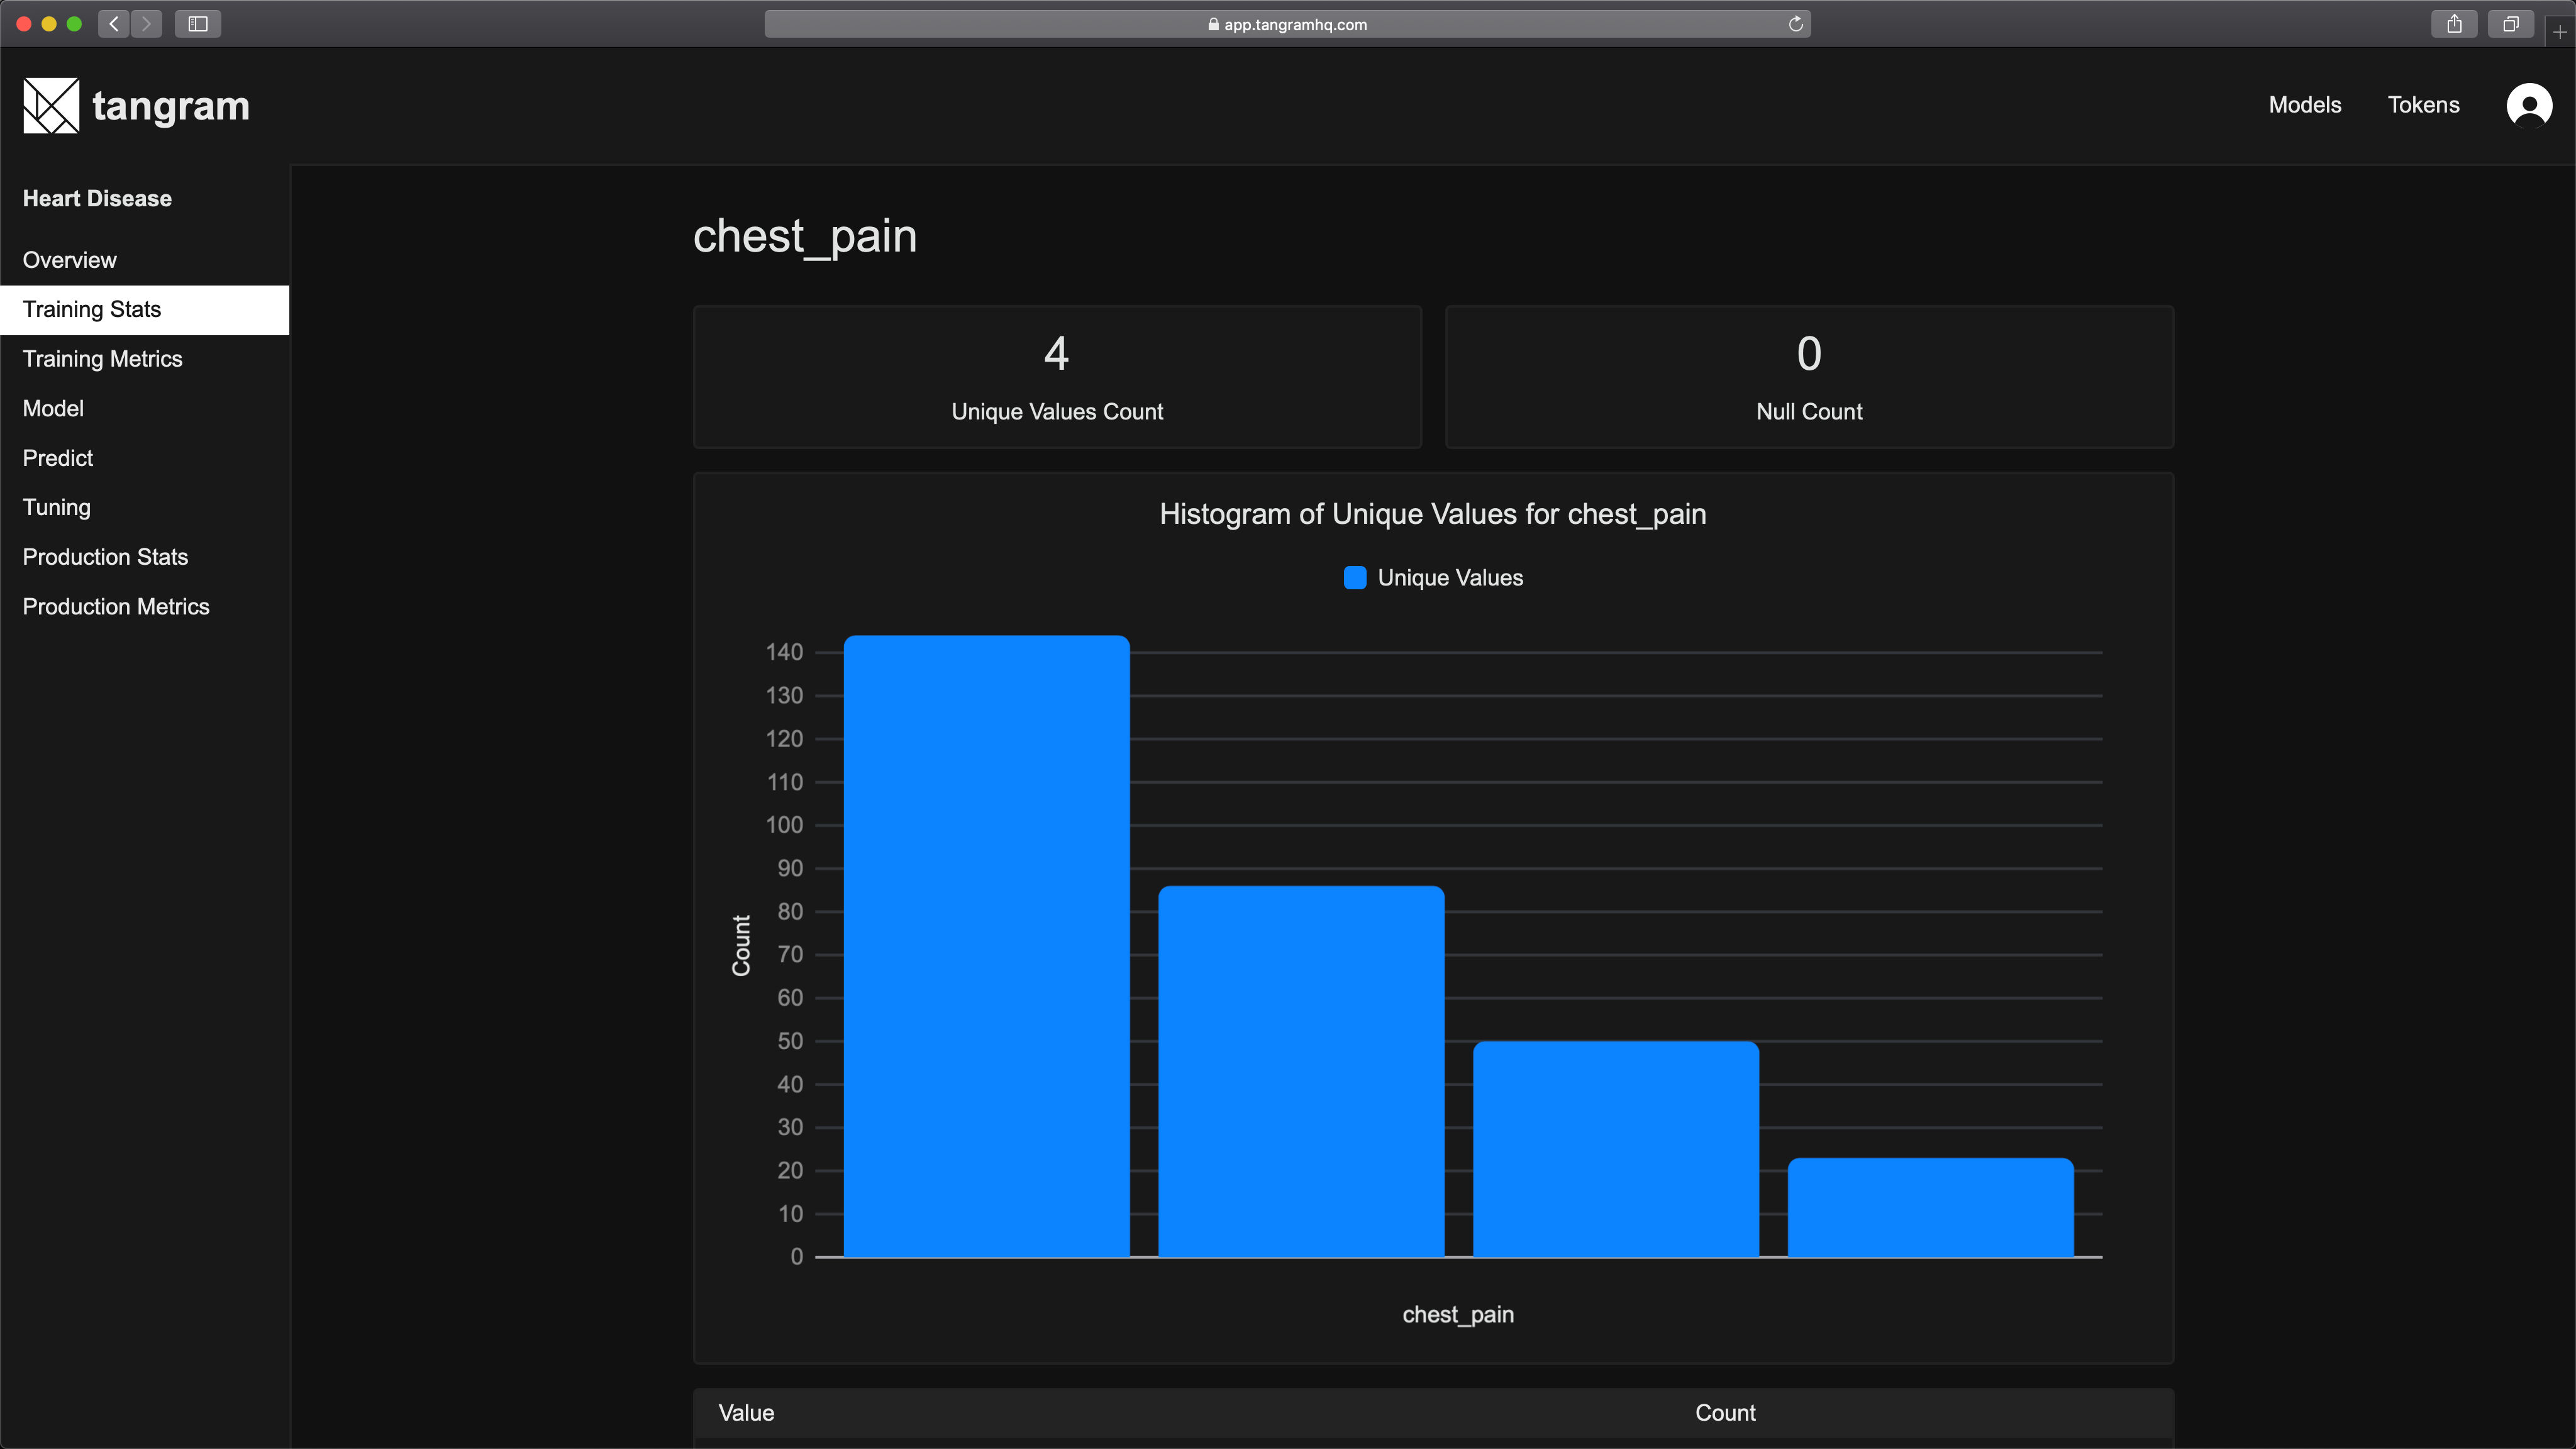 app.tangramhq.com
tangram
Models
Tokens
Heart Disease
Overview
Training Stats
Training Metrics
Model
Predict
Tuning
Production Stats
Production Metrics
chest_pain
4
Unique Values Count
0
Null Count
Histogram of Unique Values for chest_pain
Unique Values
140
130
120
110
100
90
80
70
60
50
40
30
20
10
0
Count
chest_pain
Value
Count